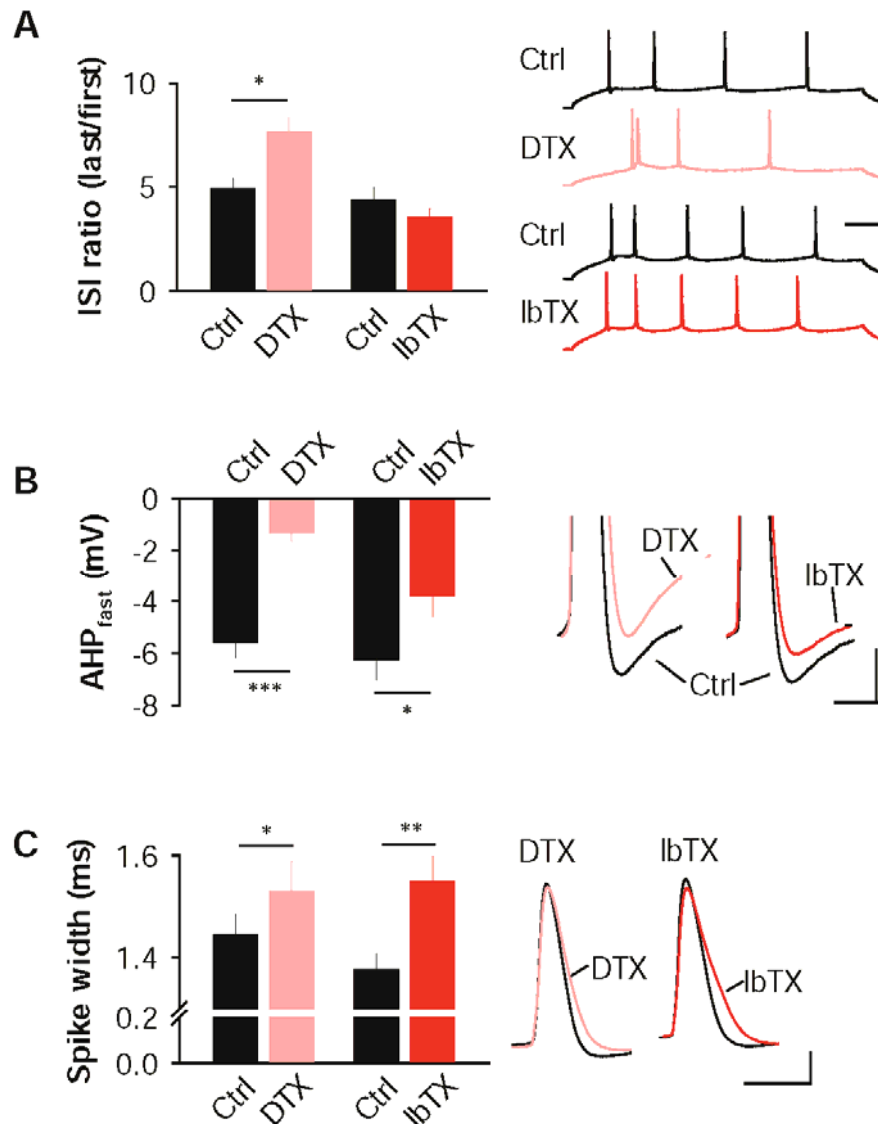 A
ISI ratio (last/first)
10
5
0
*
Ctrl
DTX
Ctrl
IbTX
Ctrl
DTX
Ctrl
IbTX
B
AHPfast (mV)
Ctrl
DTX
Ctrl
IbTX
0
-2
-4
-6
-8
***
*
DTX
IbTX
Ctrl
C
Spike width (ms)
1.6
1.4
0.2
0.0
*
**
Ctrl
DTX
Ctrl
IbTX
DTX
IbTX
DTX
IbTX